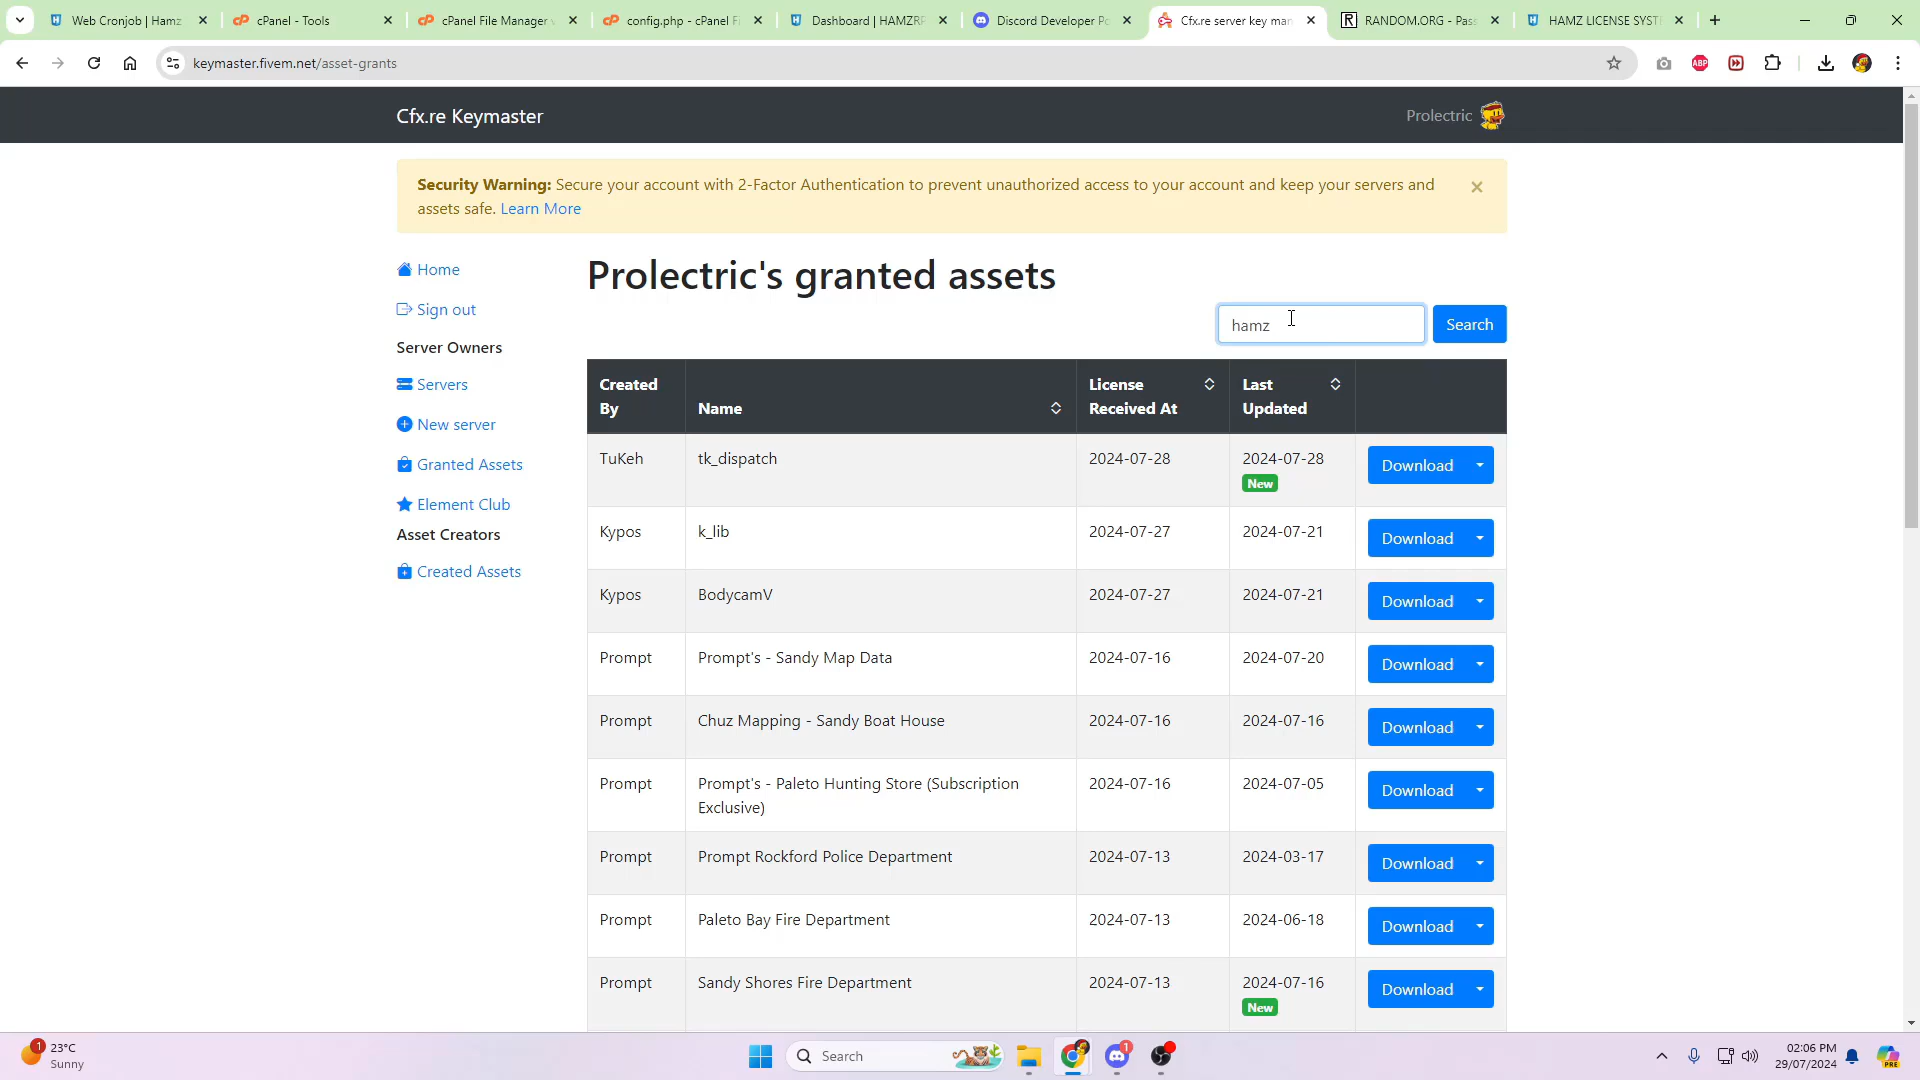 Web Cronjob | Hamz
cPanel - Tools
cPanel File Manager
config.php - cPanel F
Dashboard | HAMZR
Discord Developer Po
Cfx.re server key man
RANDOM.ORG - Pass
HAMZ LICENSE SYST
keymaster.fivem.net/asset-grants
ABP
Cfx.re Keymaster
Prolectric
Security Warning: Secure your account with 2-Factor Authentication to prevent unauthorized access to your account and keep your servers and
assets safe. Learn More
Home
Sign out
Server Owners
Servers
New server
Granted Assets
Element Club
Asset Creators
Created Assets
Prolectric's granted assets
hamz
Search
Created By
Name
License Received At
Last Updated
TuKeh tk_dispatch 2024-07-28 2024-07-28 Download
New
Kypos k_lib 2024-07-27 2024-07-21 Download
Kypos BodycamV 2024-07-27 2024-07-21 Download
Prompt Prompt's - Sandy Map Data 2024-07-16 2024-07-20 Download
Prompt Chuz Mapping - Sandy Boat House 2024-07-16 2024-07-16 Download
Prompt Prompt's - Paleto Hunting Store (Subscription 2024-07-16 2024-07-05 Download
Exclusive)
Prompt Prompt Rockford Police Department 2024-07-13 2024-03-17 Download
Prompt Paleto Bay Fire Department 2024-07-13 2024-06-18 Download
Prompt Sandy Shores Fire Department 2024-07-13 2024-07-16 Download
New
1
23°C
Sunny
Search
1
02:06 PM
29/07/2024
PRE